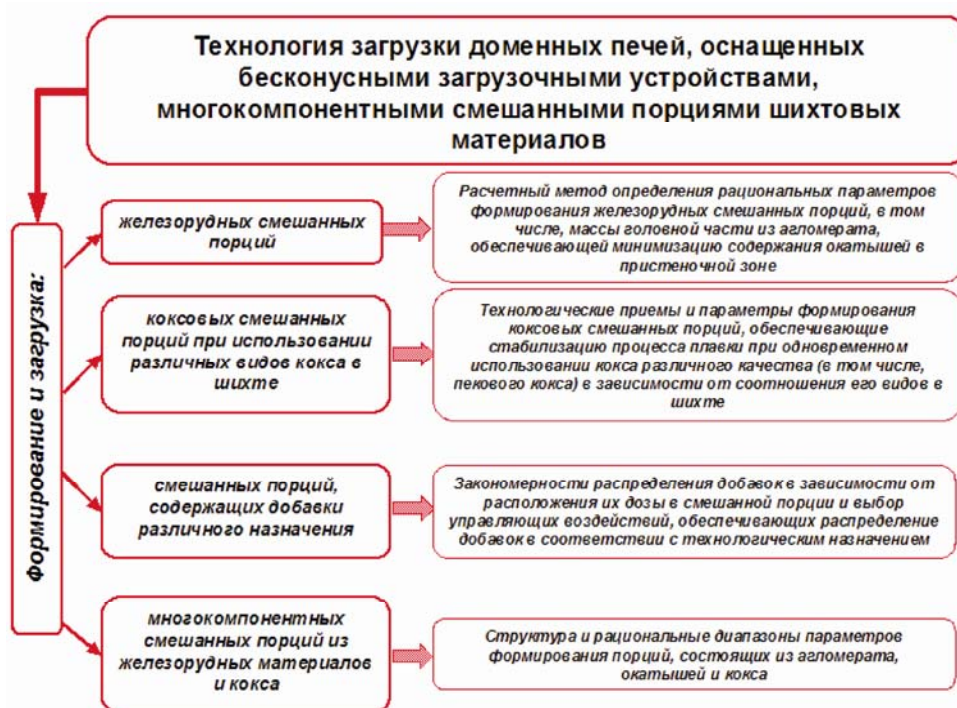 Технология загрузки доменных печей, оснащенных
бесконусными загрузочными устройствами,
многокомпонентными смешанными порциями шихтовых
материалов
Формирование и загрузка:
железорудных смешанных
порций
Расчетный метод определения рациональных параметров
формирования железорудных смешанных порций, в том
числе, массы головной части из агломерата,
обеспечивающей минимизацию содержания окатышей в
пристеночной зоне
коксовых смешанных
порций при использовании
различных видов кокса в
шихте
Технологические приемы и параметры формирования
коксовых смешанных порций, обеспечивающие
стабилизацию процесса плавки при одновременном
использовании кокса различного качества (в том числе,
пекового кокса) в зависимости от соотношения его видов в
шихте
смешанных порций,
содержащих добавки
различного назначения
Закономерности распределения добавок в зависимости от
расположения их дозы в смешанной порции и выбор
управляющих воздействий, обеспечивающих распределение
добавок в соответствии с технологическим назначением
многокомпонентных
смешанных порций из
железорудных материалов
и кокса
Структура и рациональные диапазоны параметров
формирования порций, состоящих из агломерата,
окатышей и кокса